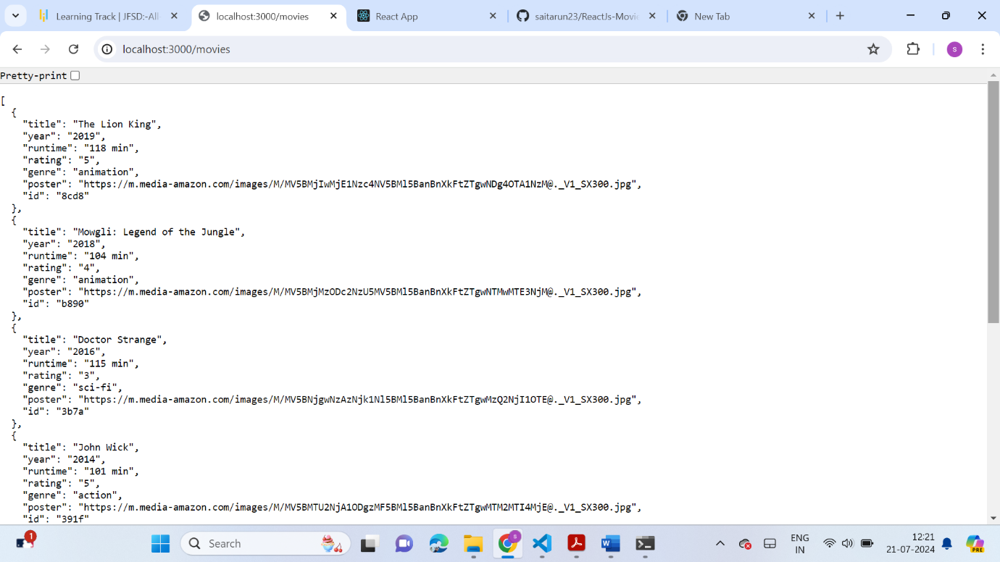 Learning Track | JFSD:-All
localhost:3000/movies
React App
saitarun23/ReactJs-Movie
New Tab
localhost:3000/movies
s
Pretty-print
[
  {
    "title": "The Lion King",
    "year": "2019",
    "runtime": "118 min",
    "rating": "5",
    "genre": "animation",
    "poster": "https://m.media-amazon.com/images/M/MV5BMjIwMjE1Nzc4NV5BMl5BanBnXkFtZTgwNDg4OTA1NzM@._V1_SX300.jpg",
    "id": "8cd8"
  },
  {
    "title": "Mowgli: Legend of the Jungle",
    "year": "2018",
    "runtime": "104 min",
    "rating": "4",
    "genre": "animation",
    "poster": "https://m.media-amazon.com/images/M/MV5BMjMzODc2NzU5MV5BMl5BanBnXkFtZTgwNTMwMTE3NjM@._V1_SX300.jpg",
    "id": "b890"
  },
  {
    "title": "Doctor Strange",
    "year": "2016",
    "runtime": "115 min",
    "rating": "3",
    "genre": "sci-fi",
    "poster": "https://m.media-amazon.com/images/M/MV5BNjgwNzAzNjk1Nl5BMl5BanBnXkFtZTgwMzQ2NjI1OTE@._V1_SX300.jpg",
    "id": "3b7a"
  },
  {
    "title": "John Wick",
    "year": "2014",
    "runtime": "101 min",
    "rating": "5",
    "genre": "action",
    "poster": "https://m.media-amazon.com/images/M/MV5BMTU2NjA1ODgzMF5BMl5BanBnXkFtZTgwMTM2MTI4MjE@._V1_SX300.jpg",
    "id": "391f"
1
Search
s
ENG
IN
12:21
21-07-2024
PRE